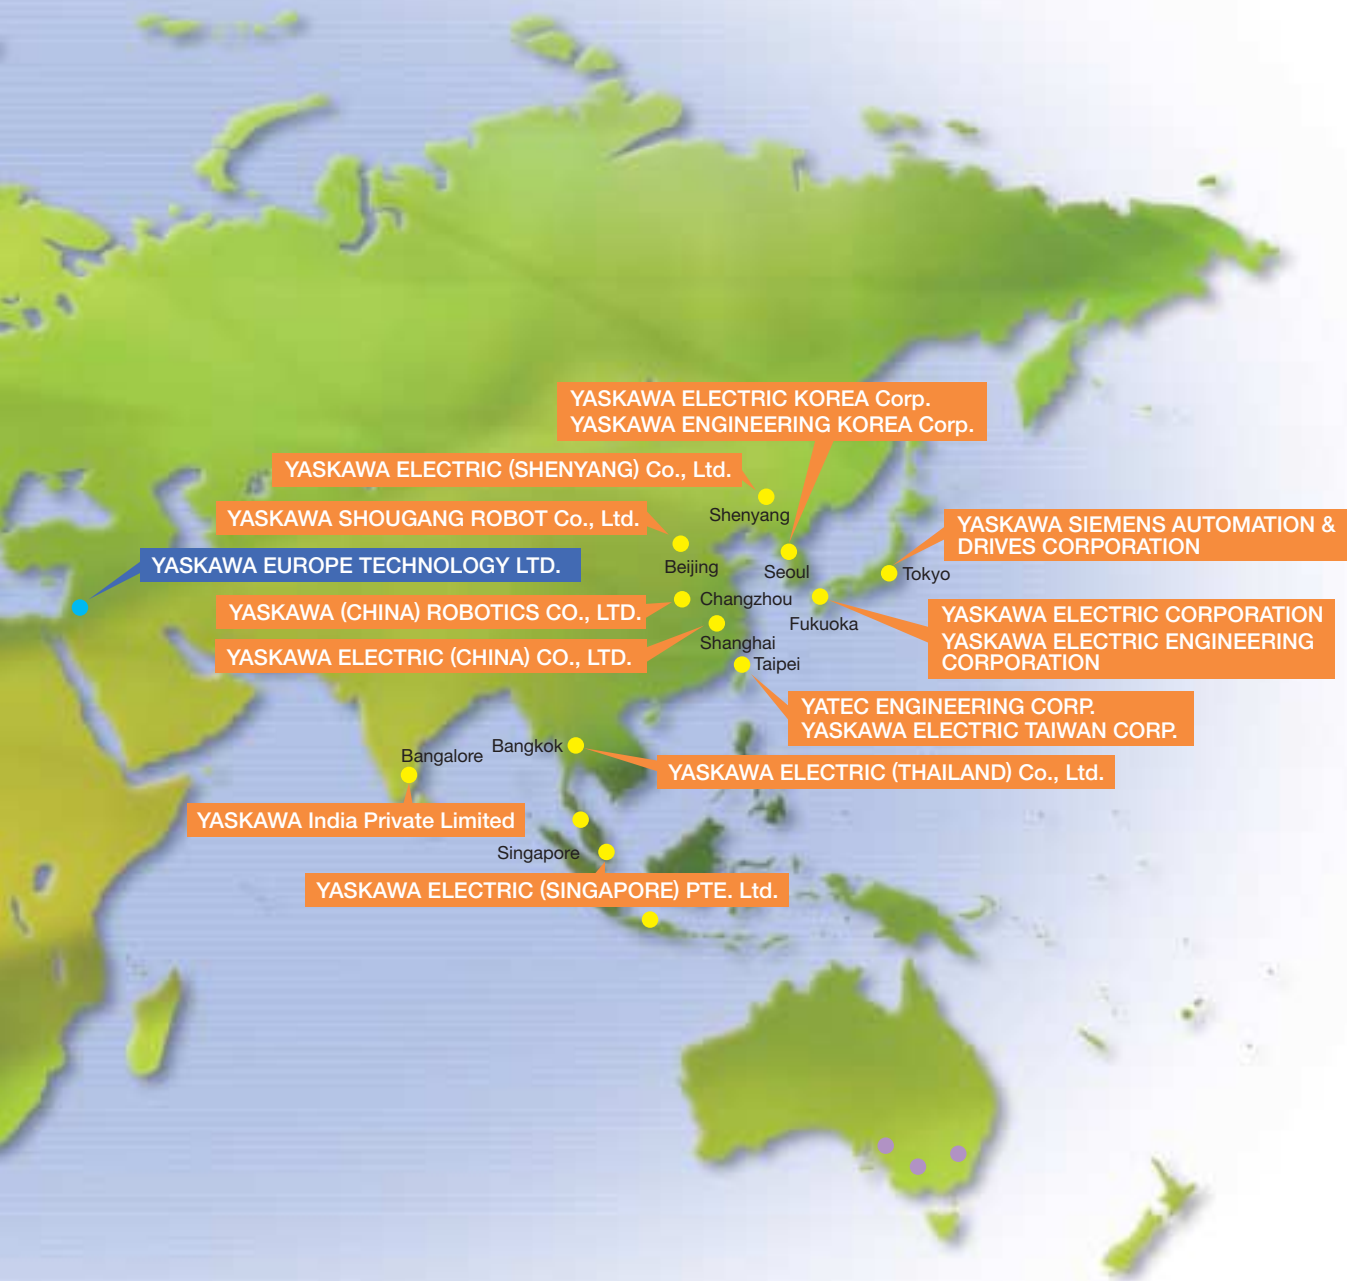 YASKAWA ELECTRIC KOREA Corp.
YASKAWA ENGINEERING KOREA Corp.
YASKAWA ELECTRIC (SHENYANG) Co., Ltd.
Shenyang
YASKAWA SHOUGANG ROBOT Co., Ltd.
YASKAWA SIEMENS AUTOMATION &
DRIVES CORPORATION
YASKAWA EUROPE TECHNOLOGY LTD.
Beijing
Seoul
Tokyo
YASKAWA (CHINA) ROBOTICS CO., LTD.
Changzhou
Fukuoka
YASKAWA ELECTRIC CORPORATION
YASKAWA ELECTRIC ENGINEERING
CORPORATION
Shanghai
YASKAWA ELECTRIC (CHINA) CO., LTD.
Taipei
YATEC ENGINEERING CORP.
YASKAWA ELECTRIC TAIWAN CORP.
Bangalore
Bangkok
YASKAWA ELECTRIC (THAILAND) Co., Ltd.
YASKAWA India Private Limited
Singapore
YASKAWA ELECTRIC (SINGAPORE) PTE. Ltd.